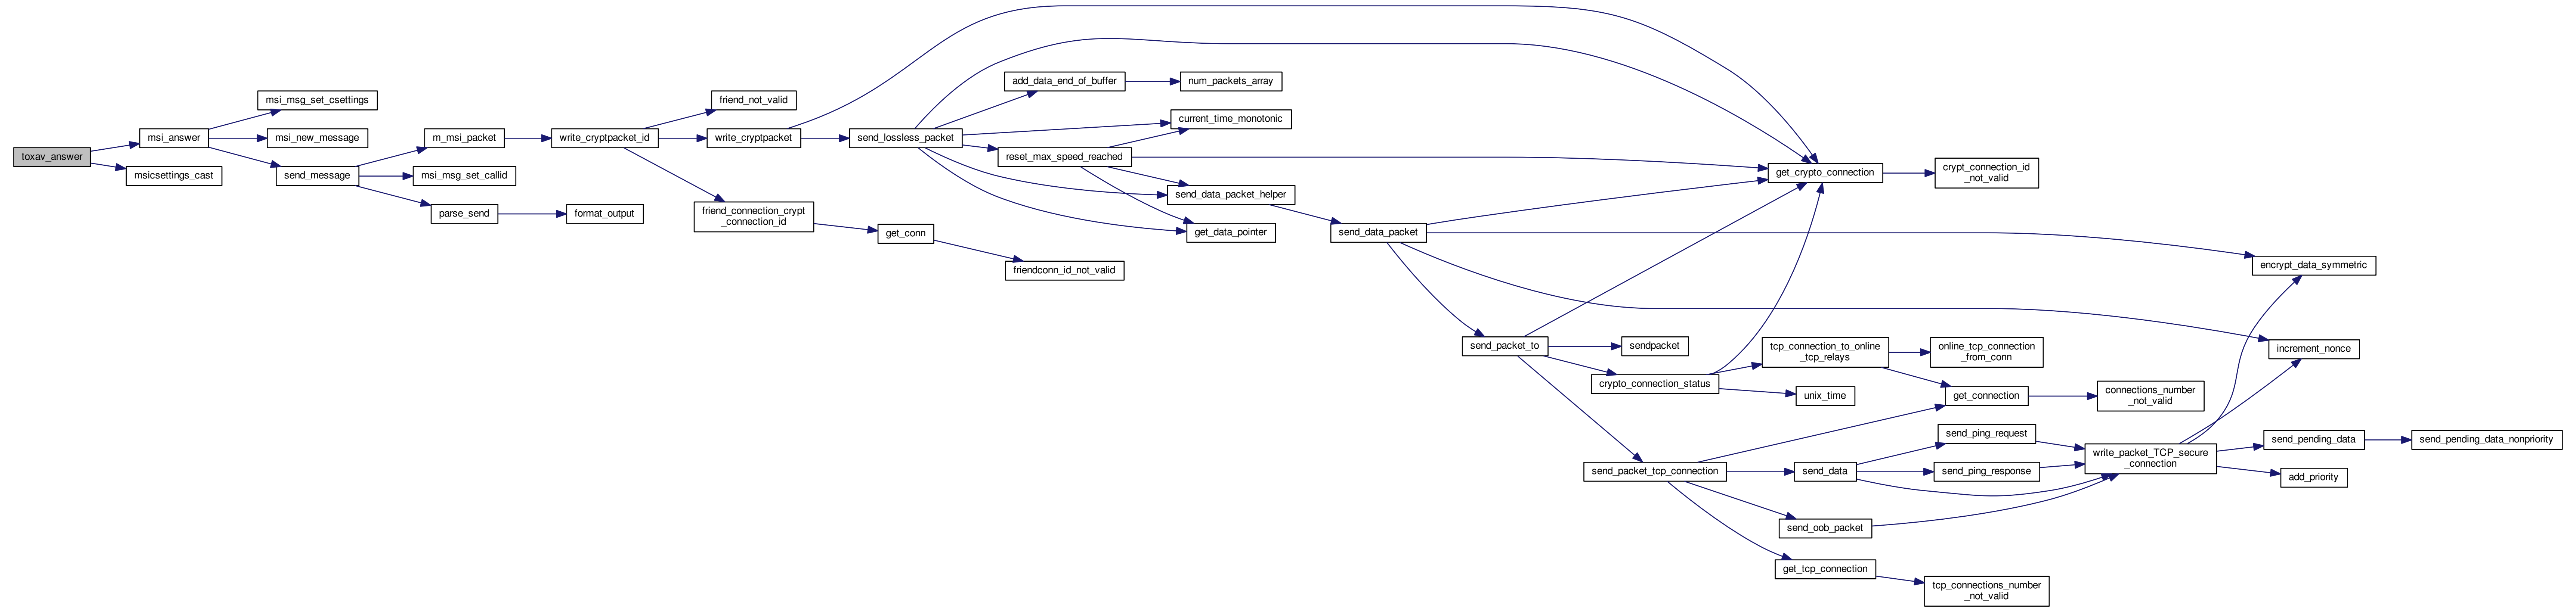 toxav_answer
msi_answer
msicsettings_cast
msi_msg_set_csettings
msi_new_message
send_message
m_msi_packet
msi_msg_set_callid
parse_send
write_cryptpacket_id
format_output
friend_not_valid
write_cryptpacket
friend_connection_crypt
_connection_id
send_lossless_packet
get_conn
add_data_end_of_buffer
reset_max_speed_reached
friendconn_id_not_valid
num_packets_array
current_time_monotonic
send_data_packet_helper
get_data_pointer
send_data_packet
send_packet_to
sendpacket
crypto_connection_status
send_packet_tcp_connection
get_crypto_connection
tcp_connection_to_online
_tcp_relays
unix_time
send_data
send_oob_packet
get_tcp_connection
crypt_connection_id
_not_valid
online_tcp_connection
_from_conn
get_connection
send_ping_request
send_ping_response
tcp_connections_number
_not_valid
connections_number
_not_valid
write_packet_TCP_secure
_connection
encrypt_data_symmetric
increment_nonce
send_pending_data
add_priority
send_pending_data_nonpriority